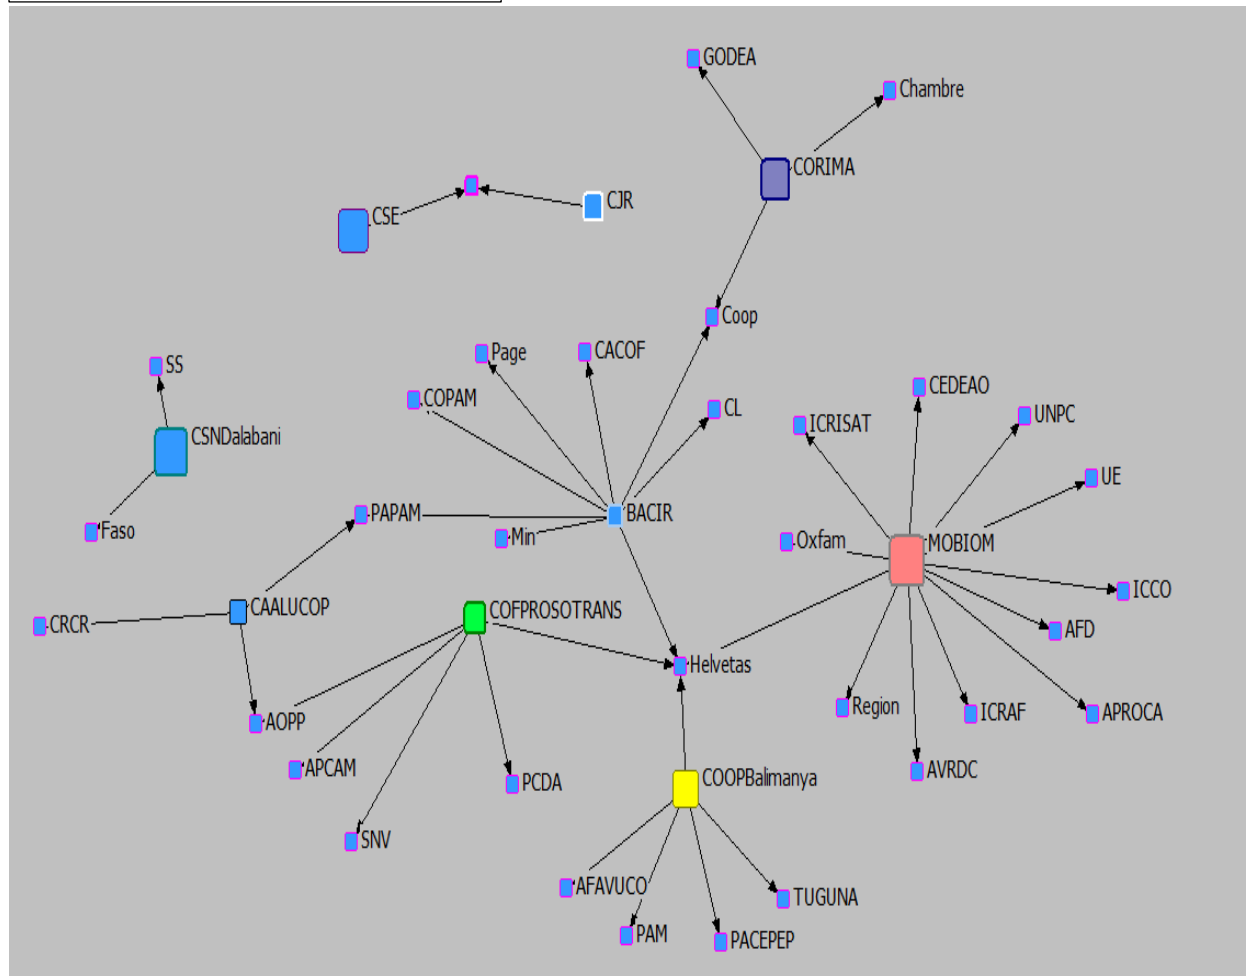 GODEA
Chambre
CORIMA
CJR
CSE
Coop
Page
CACOF
SS
CEDEAO
COPAM
CL
UNPC
ICRISAT
CSNDalabani
UE
PAPAM
BACIR
Faso
Min
Oxfam
MOBIOM
ICCO
CAALUCOP
COFPROSOTRANS
CRCR
AFD
Helvetas
Region
ICRAF
APROCA
AOPP
APCAM
AVRDC
COOPBalimanya
PCDA
SNV
AFAVUCO
TUGUNA
PAM
PACEPEP